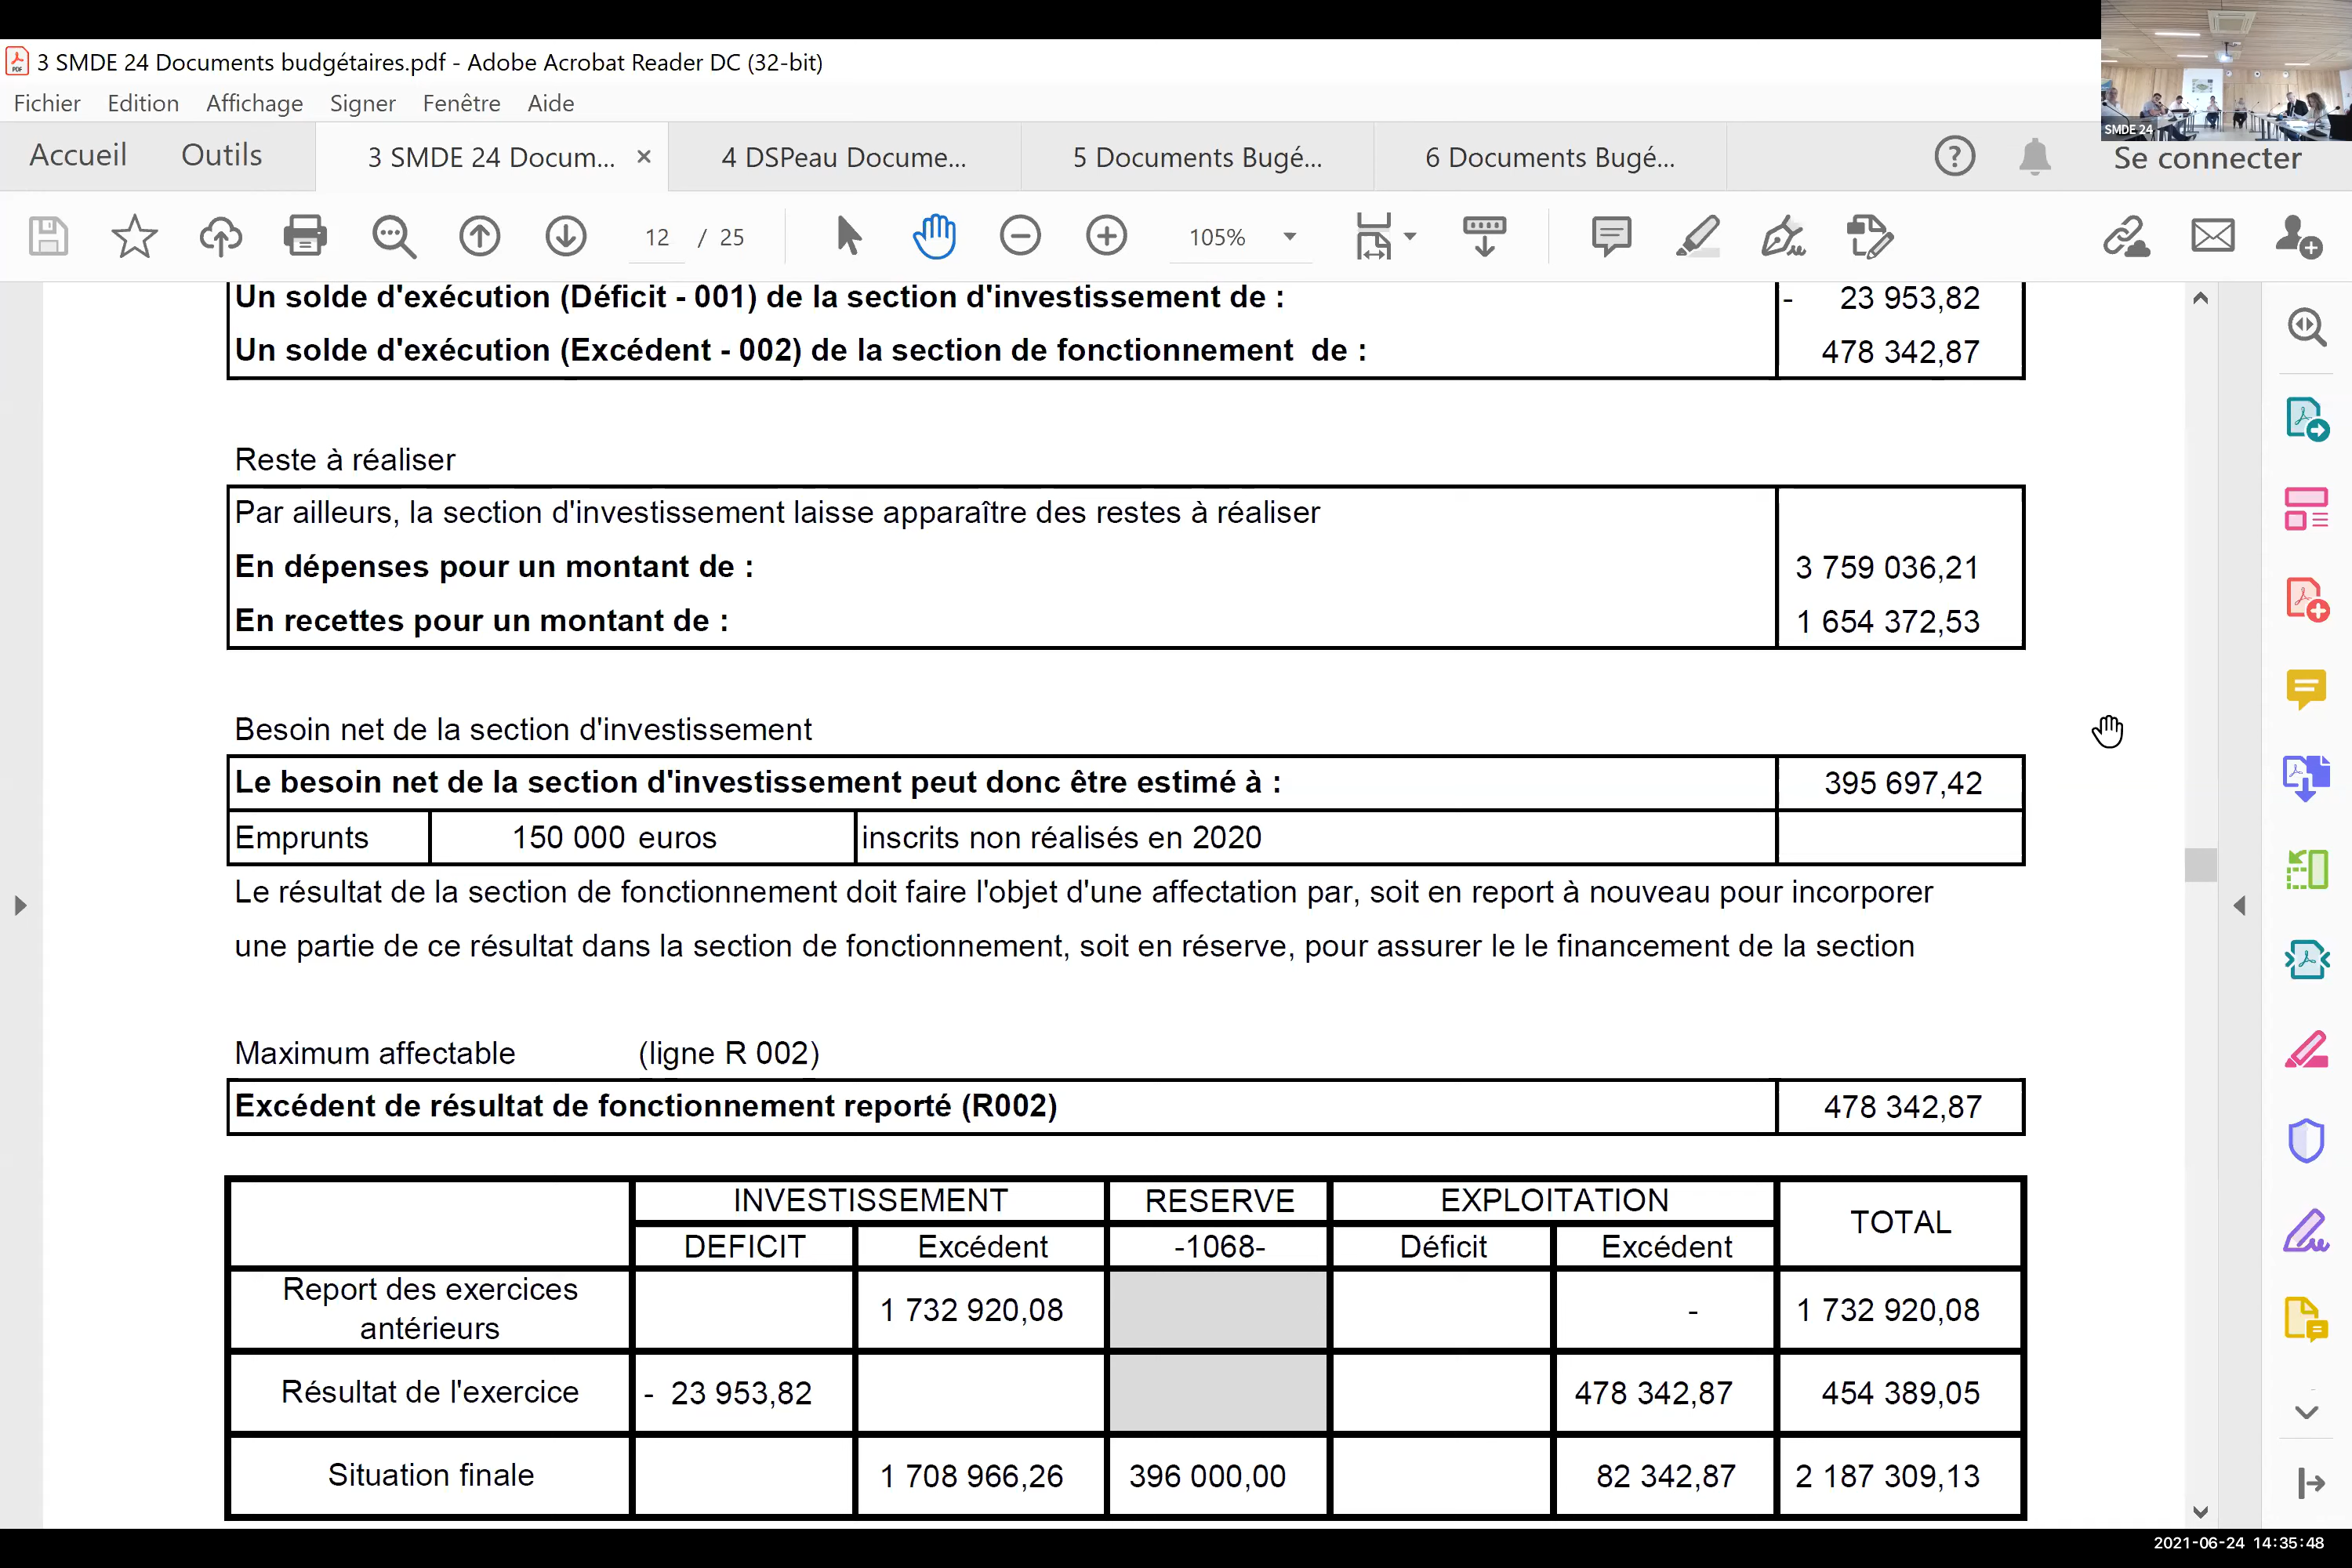 3 SMDE 24 Documents budgétaires.pdf - Adobe Acrobat Reader DC (32-bit)
Fichier Edition Affichage Signer Fenêtre Aide
SMDE 24
Accueil Outils 3 SMDE 24 Docum... × 4 DSPeau Docume... 5 Documents Bugé... 6 Documents Bugé... Se connecter
12 / 25 105%
Un solde d'exécution (Déficit - 001) de la section d'investissement de : - 23 953,82
Un solde d'exécution (Excédent - 002) de la section de fonctionnement de : 478 342,87
Reste à réaliser
Par ailleurs, la section d'investissement laisse apparaître des restes à réaliser
En dépenses pour un montant de : 3 759 036,21
En recettes pour un montant de : 1 654 372,53
Besoin net de la section d'investissement
Le besoin net de la section d'investissement peut donc être estimé à : 395 697,42
Emprunts 150 000 euros inscrits non réalisés en 2020
Le résultat de la section de fonctionnement doit faire l'objet d'une affectation par, soit en report à nouveau pour incorporer
une partie de ce résultat dans la section de fonctionnement, soit en réserve, pour assurer le le financement de la section
Maximum affectable (ligne R 002)
Excédent de résultat de fonctionnement reporté (R002) 478 342,87
INVESTISSEMENT RESERVE EXPLOITATION TOTAL
DEFICIT Excédent -1068- Déficit Excédent
Report des exercices
antérieurs 1 732 920,08 - 1 732 920,08
Résultat de l'exercice - 23 953,82 478 342,87 454 389,05
Situation finale 1 708 966,26 396 000,00 82 342,87 2 187 309,13
2021-06-24 14:35:48